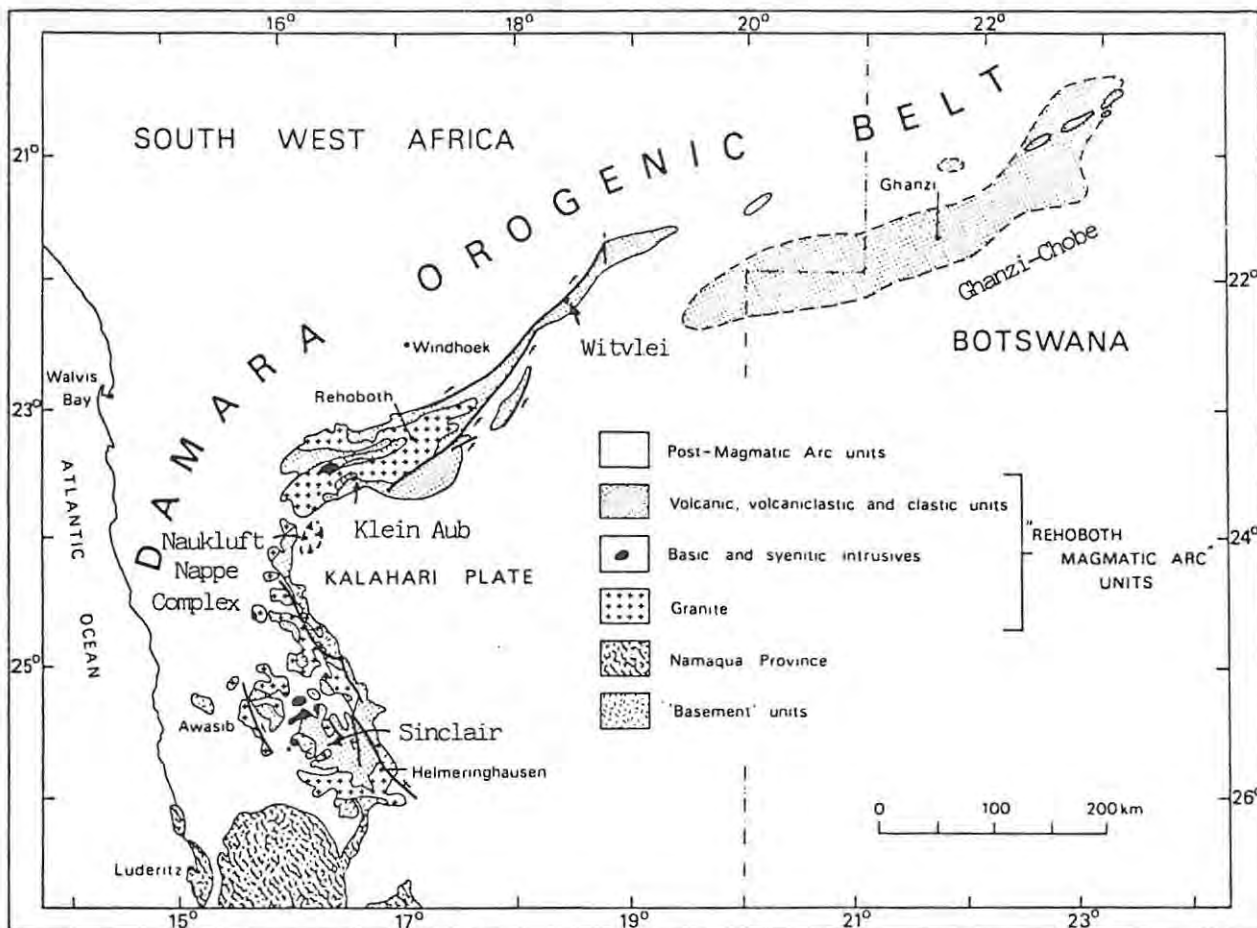 16° 18° 20° 22°
SOUTH WEST AFRICA
DAMARA OROGENIC BELT
21°
Ghanzi
Ghanzi-Chobe
22°
BOTSWANA
Witvlei
Windhoek
Walvis
Bay
Rehoboth
23°
ATLANTIC
OCEAN
Klein Aub
Naukluft
Nappe
Complex
KALAHARI PLATE
Post-Magmatic Arc units
Volcanic, volcaniclastic and clastic units
Basic and syenitic intrusives
Granite
Namaqua Province
'Basement' units
"REHOBOTH
MAGMATIC ARC"
UNITS
24°
25°
Awasib
Sinclair
Helmeringhausen
26°
0 100 200 km
Luderitz
15° 17° 19° 21° 23°